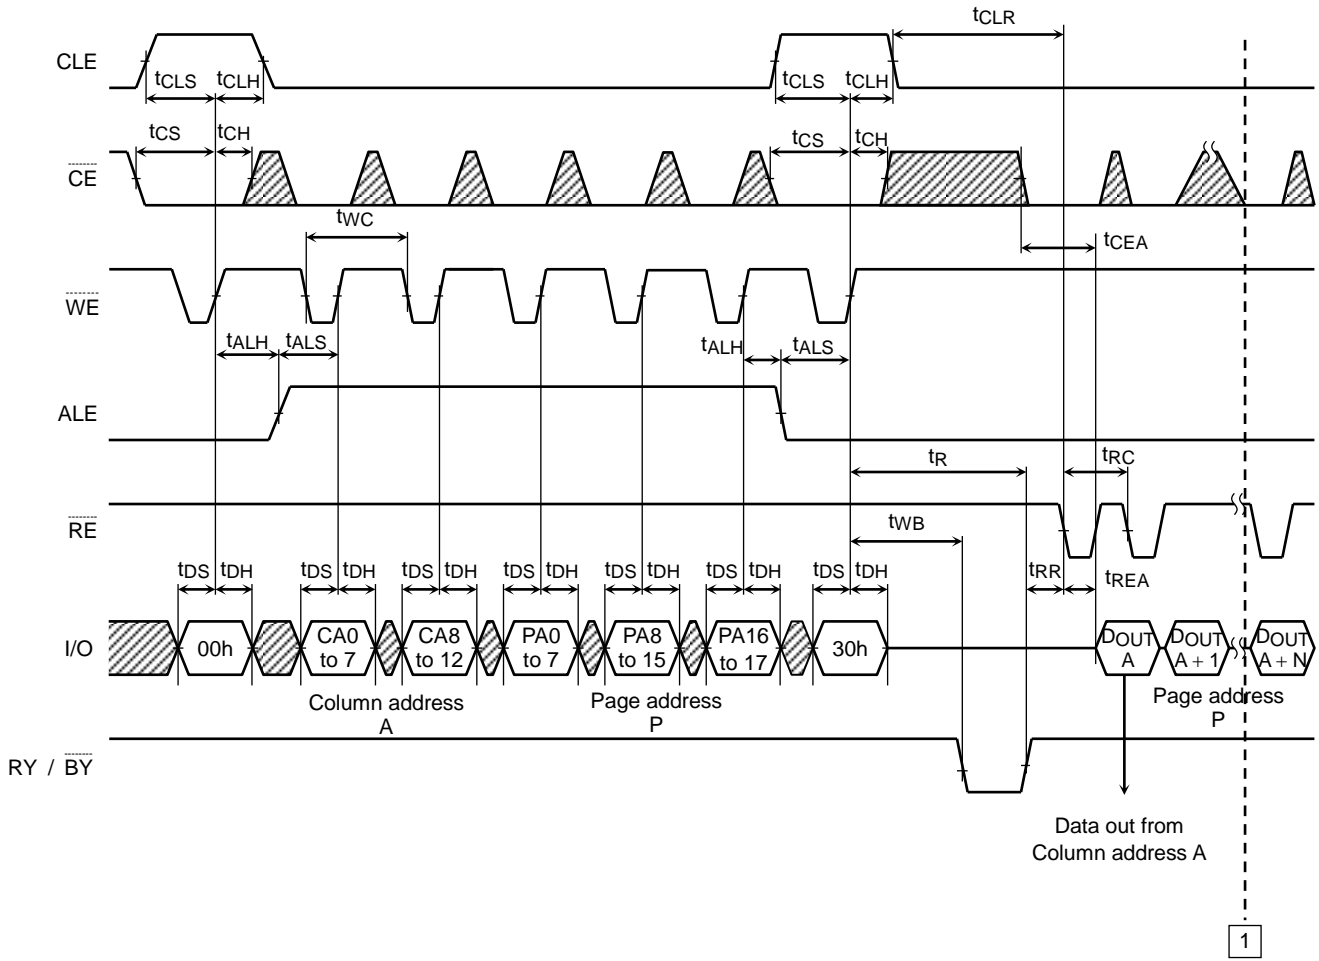 tCLR
CLE
tCLS tCLH tCLS tCLH
tCS tCH tCS tCH
CE
tWC
tCEA
WE
tALH tALS tALH tALS
ALE
tR tRC
RE
tWB
tDS tDH tDS tDH tDS tDH tDS tDH tDS tDH tDS tDH tDS tDH tRR tREA
I/O
00h
CA0
to 7
CA8
to 12
PA0
to 7
PA8
to 15
PA16
to 17
30h
DOUT
A
DOUT
A + 1
DOUT
A + N
Column address
A
Page address
P
Page address
P
RY / BY
Data out from
Column address A
1